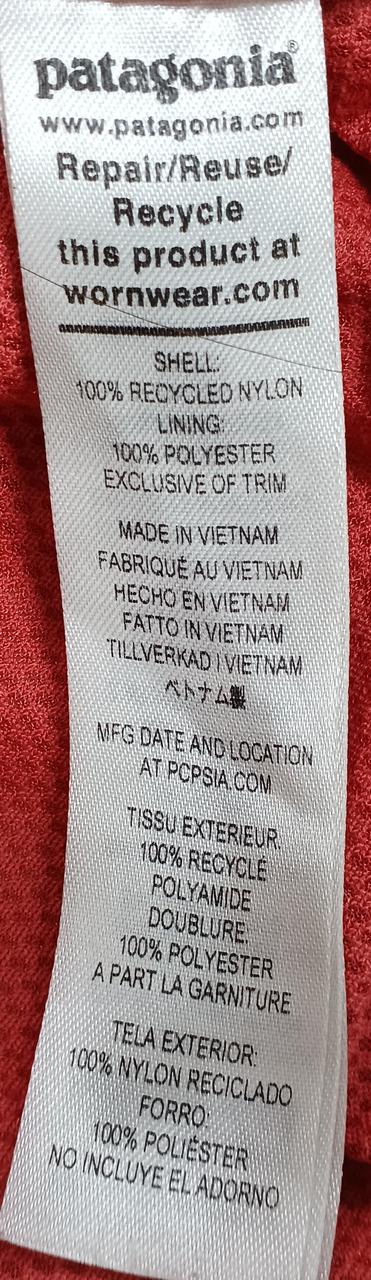 patagonia®
www.patagonia.com
Repair/Reuse/
Recycle
this product at
wornwear.com
SHELL:
100% RECYCLED NYLON
LINING:
100% POLYESTER
EXCLUSIVE OF TRIM
MADE IN VIETNAM
FABRIQUÉ AU VIETNAM
HECHO EN VIETNAM
FATTO IN VIETNAM
TILLVERKAD I VIETNAM
ベトナム製
MFG DATE AND LOCATION
AT PCPSIA.COM
TISSU EXTERIEUR:
100% RECYCLÉ
POLYAMIDE
DOUBLURE:
100% POLYESTER
A PART LA GARNITURE
TELA EXTERIOR:
100% NYLON RECICLADO
FORRO:
100% POLIÉSTER
NO INCLUYE EL ADORNO